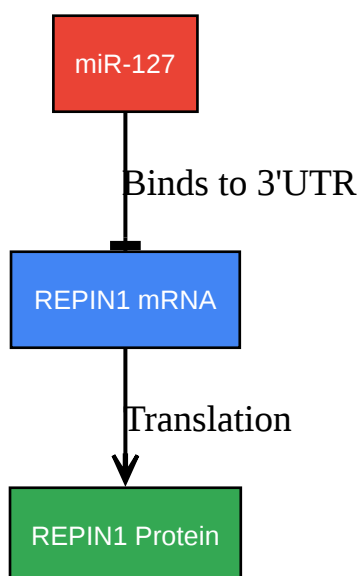 miR-127
Binds to 3'UTR
REPIN1 mRNA
Translation
REPIN1 Protein